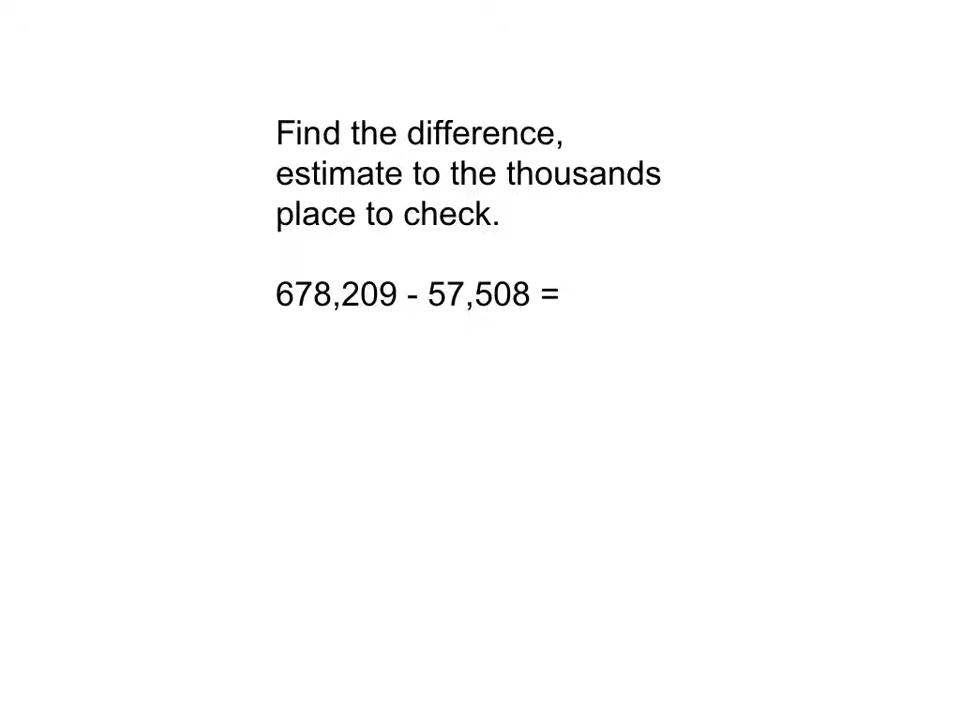 Find the difference,
estimate to the thousands
place to check.
678,209 - 57,508 =